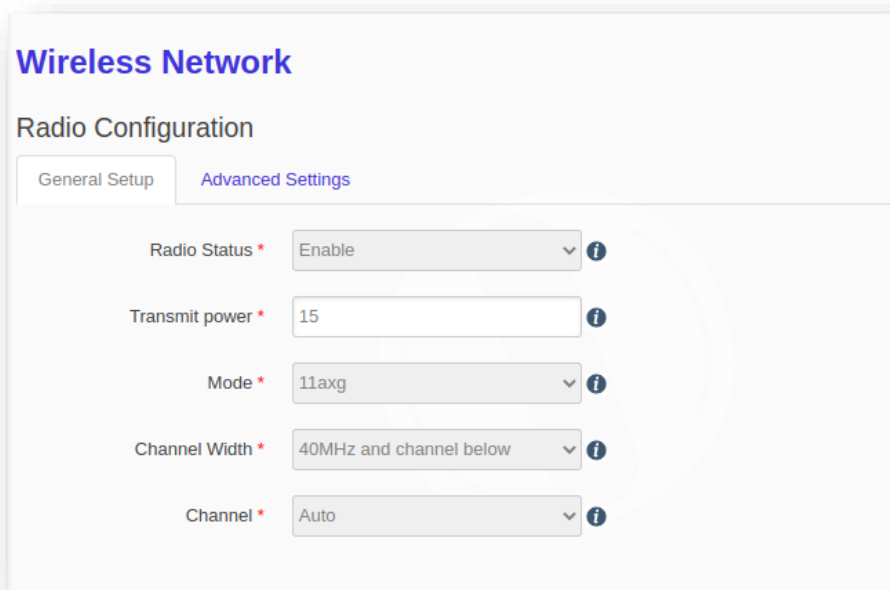 Wireless Network
Radio Configuration
General Setup Advanced Settings
Radio Status * Enable
Transmit power * 15
Mode * 11axg
Channel Width * 40MHz and channel below
Channel * Auto